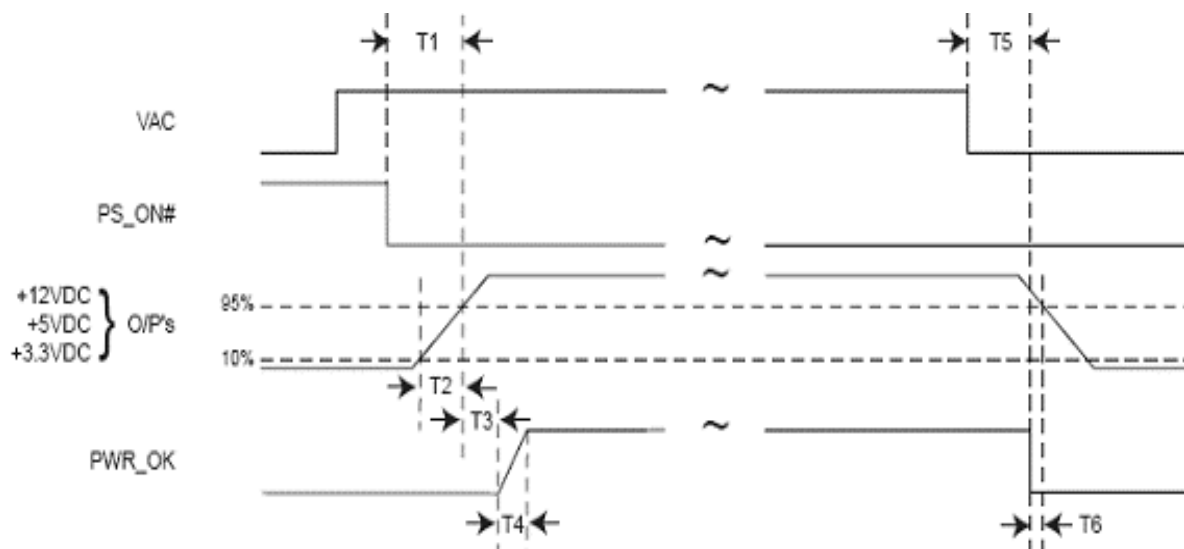 T1
T5
VAC
~
PS_ON#
~
+12VDC
+5VDC
+3.3VDC
} O/P's
95%
10%
~
T2
T3
PWR_OK
~
T4
T6